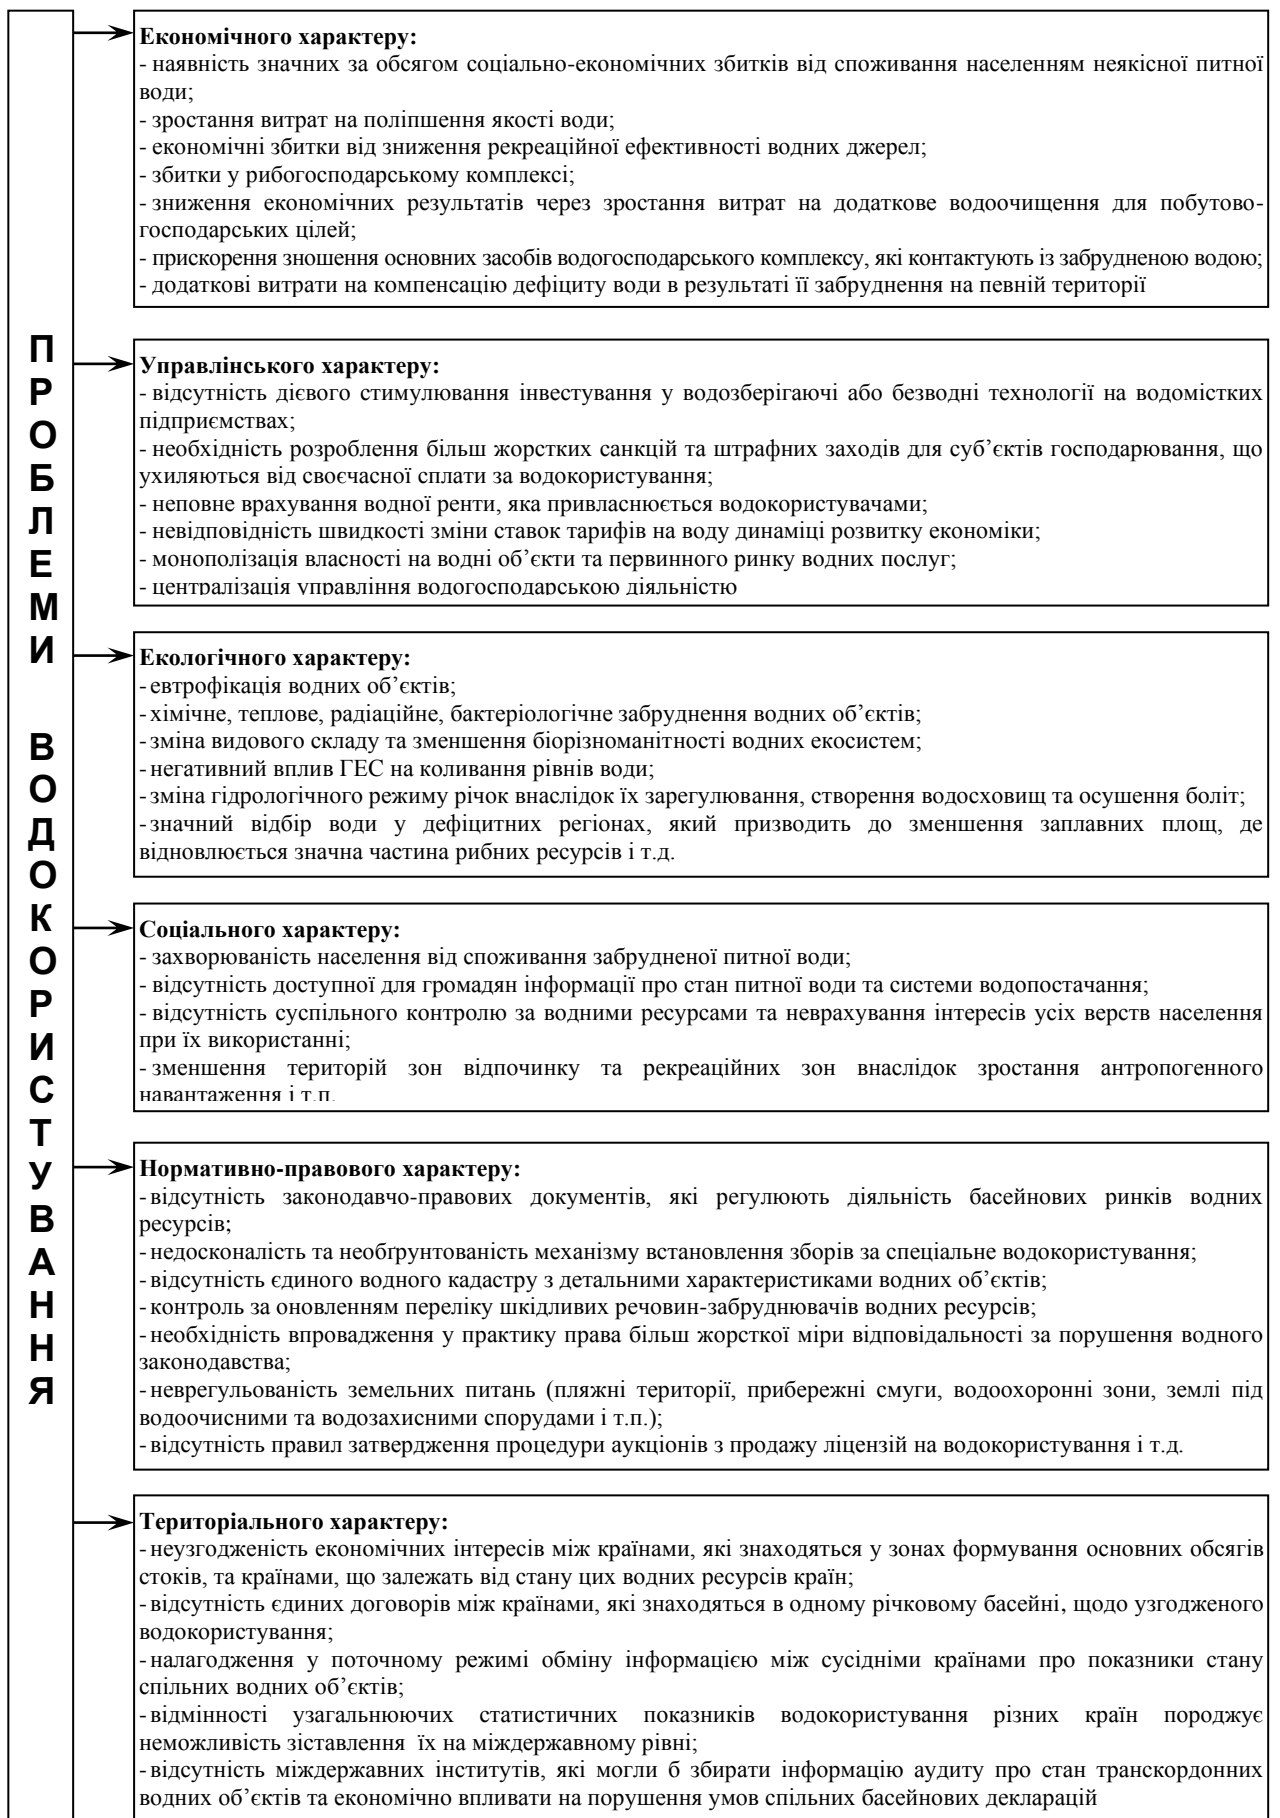 ПРОБЛЕМИ ВОДОКОРИСТУВАННЯ
Економічного характеру:
- наявність значних за обсягом соціально-економічних збитків від споживання населенням неякісної питної
води;
- зростання витрат на поліпшення якості води;
- економічні збитки від зниження рекреаційної ефективності водних джерел;
- збитки у рибогосподарському комплексі;
- зниження економічних результатів через зростання витрат на додаткове водоочищення для побутово-
господарських цілей;
- прискорення зношення основних засобів водогосподарського комплексу, які контактують із забрудненою водою;
- додаткові витрати на компенсацію дефіциту води в результаті її забруднення на певній території
Управлінського характеру:
- відсутність дієвого стимулювання інвестування у водозберігаючі або безводні технології на водомістких
підприємствах;
- необхідність розроблення більш жорстких санкцій та штрафних заходів для суб’єктів господарювання, що
ухиляються від своєчасної сплати за водокористування;
- неповне врахування водної ренти, яка привласнюється водокористувачами;
- невідповідність швидкості зміни ставок тарифів на воду динаміці розвитку економіки;
- монополізація власності на водні об’єкти та первинного ринку водних послуг;
- централізація управління водогосподарською діяльністю
Екологічного характеру:
- евтрофікація водних об’єктів;
- хімічне, теплове, радіаційне, бактеріологічне забруднення водних об’єктів;
- зміна видового складу та зменшення біорізноманітності водних екосистем;
- негативний вплив ГЕС на коливання рівнів води;
- зміна гідрологічного режиму річок внаслідок їх зарегулювання, створення водосховищ та осушення боліт;
- значний відбір води у дефіцитних регіонах, який призводить до зменшення заплавних площ, де
відновлюється значна частина рибних ресурсів і т.д.
Соціального характеру:
- захворюваність населення від споживання забрудненої питної води;
- відсутність доступної для громадян інформації про стан питної води та системи водопостачання;
- відсутність суспільного контролю за водними ресурсами та неврахування інтересів усіх верств населення
при їх використанні;
- зменшення територій зон відпочинку та рекреаційних зон внаслідок зростання антропогенного
навантаження і т.п.
Нормативно-правового характеру:
- відсутність законодавчо-правових документів, які регулюють діяльність басейнових ринків водних
ресурсів;
- недосконалість та необґрунтованість механізму встановлення зборів за спеціальне водокористування;
- відсутність єдиного водного кадастру з детальними характеристиками водних об’єктів;
- контроль за оновленням переліку шкідливих речовин-забруднювачів водних ресурсів;
- необхідність впровадження у практику права більш жорсткої міри відповідальності за порушення водного
законодавства;
- неврегульованість земельних питань (пляжні території, прибережні смуги, водоохоронні зони, землі під
водоочисними та водозахисними спорудами і т.п.);
- відсутність правил затвердження процедури аукціонів з продажу ліцензій на водокористування і т.д.
Територіального характеру:
- неузгодженість економічних інтересів між країнами, які знаходяться у зонах формування основних обсягів
стоків, та країнами, що залежать від стану цих водних ресурсів країн;
- відсутність єдиних договорів між країнами, які знаходяться в одному річковому басейні, щодо узгодженого
водокористування;
- налагодження у поточному режимі обміну інформацією між сусідніми країнами про показники стану
спільних водних об’єктів;
- відмінності узагальнюючих статистичних показників водокористування різних країн породжує
неможливість зіставлення їх на міждержавному рівні;
- відсутність міждержавних інститутів, які могли б збирати інформацію аудиту про стан транскордонних
водних об’єктів та економічно впливати на порушення умов спільних басейнових декларацій